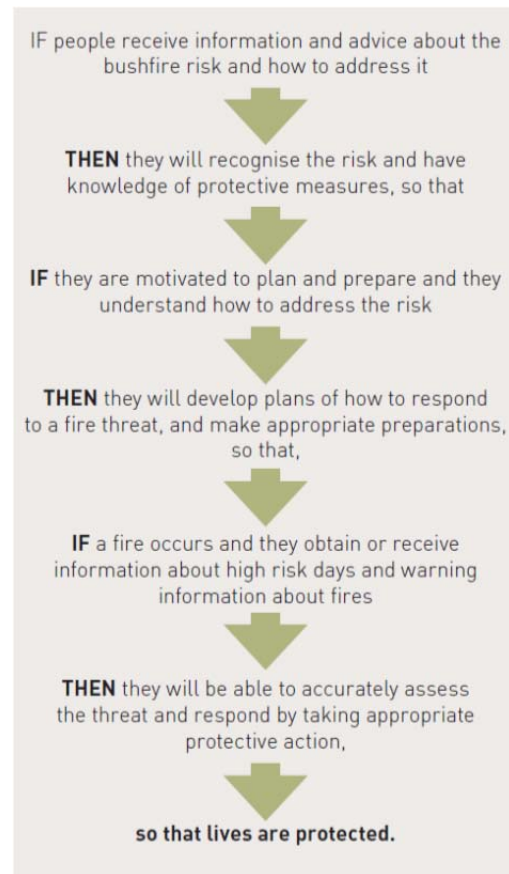 IF people receive information and advice about the
bushfire risk and how to address it
THEN they will recognise the risk and have
knowledge of protective measures, so that
IF they are motivated to plan and prepare and they
understand how to address the risk
THEN they will develop plans of how to respond
to a fire threat, and make appropriate preparations,
so that,
IF a fire occurs and they obtain or receive
information about high risk days and warning
information about fires
THEN they will be able to accurately assess
the threat and respond by taking appropriate
protective action,
so that lives are protected.